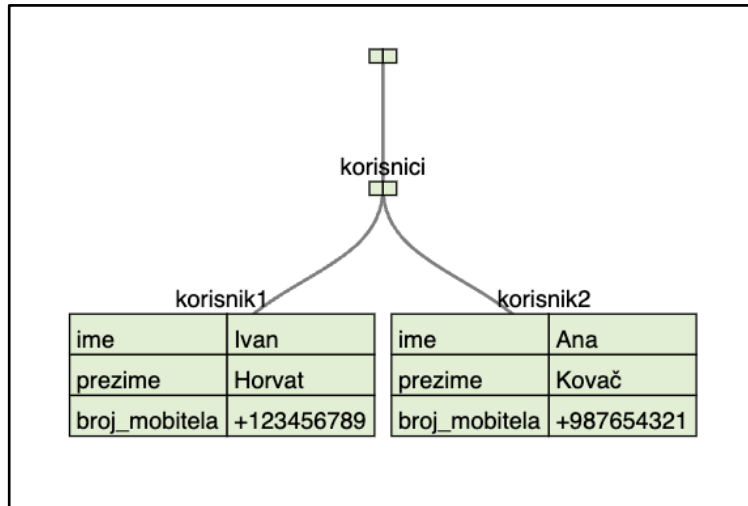 korisnici
korisnik1
ime Ivan
prezime Horvat
broj_mobitela +123456789
korisnik2
ime Ana
prezime Kovač
broj_mobitela +987654321